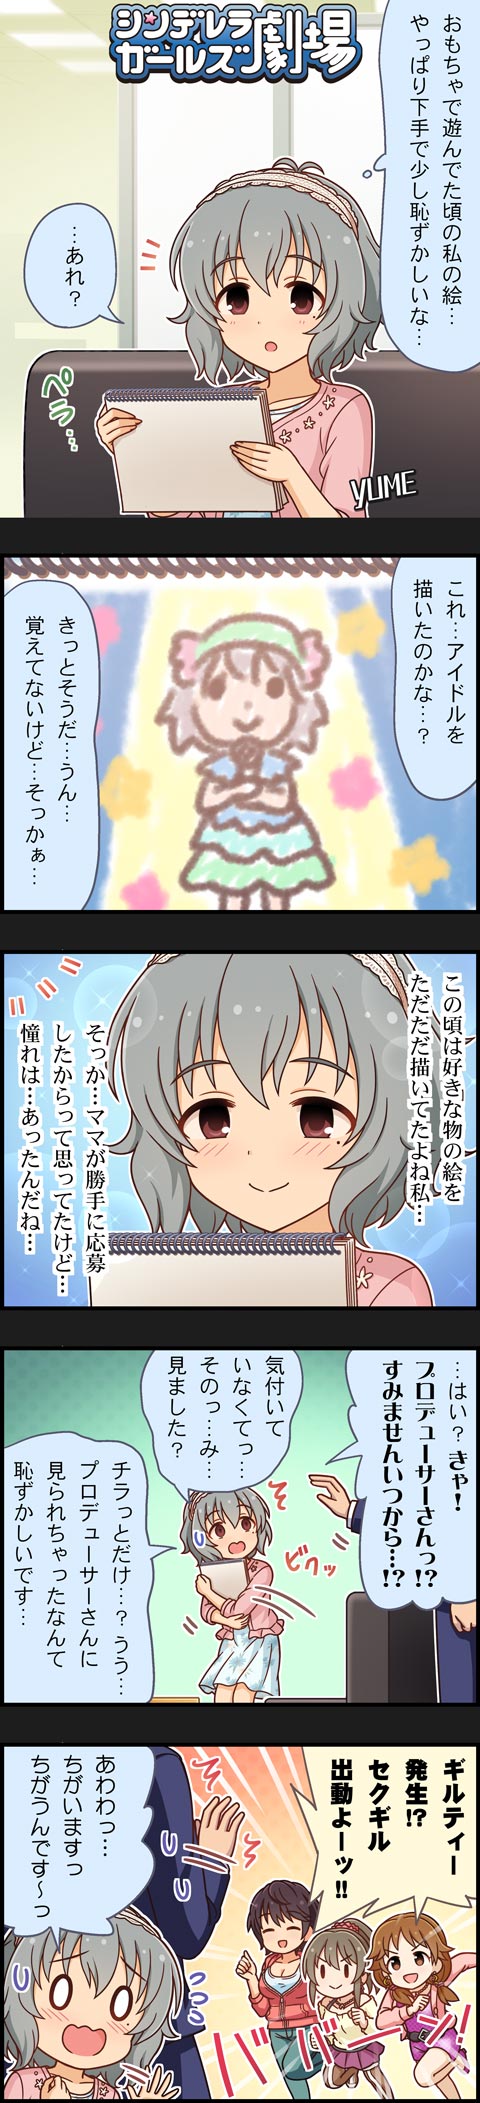 シンデレラ
ガールズ劇場
おもちゃで遊んでた頃の私の絵…
やっぱり下手で少し恥ずかしいな…
…あれ？
ペラ…
YUME
これ…アイドルを
描いたのかな…？
きっとそうだ…うん…
覚えてないけど…そっかぁ…
この頃は好きな物の絵を
ただただ描いてたよね私…
そっか…ママが勝手に応募
したからって思ってたけど…
憧れは…あったんだね…
…はい？きゃ！
プロデューサーさんっ!?
すみませんいつから…!?
気付いて
いなくてっ…
そのっ…み…
見ました？
ビクッ
チラっとだけ…？うう…
プロデューサーさんに
見られちゃったなんて
恥ずかしいです…
ギルティー
発生!?
セクギル
出動よーッ!!
あわわっ…
ちがいますっ
ちがうんです～っ
ババーン!